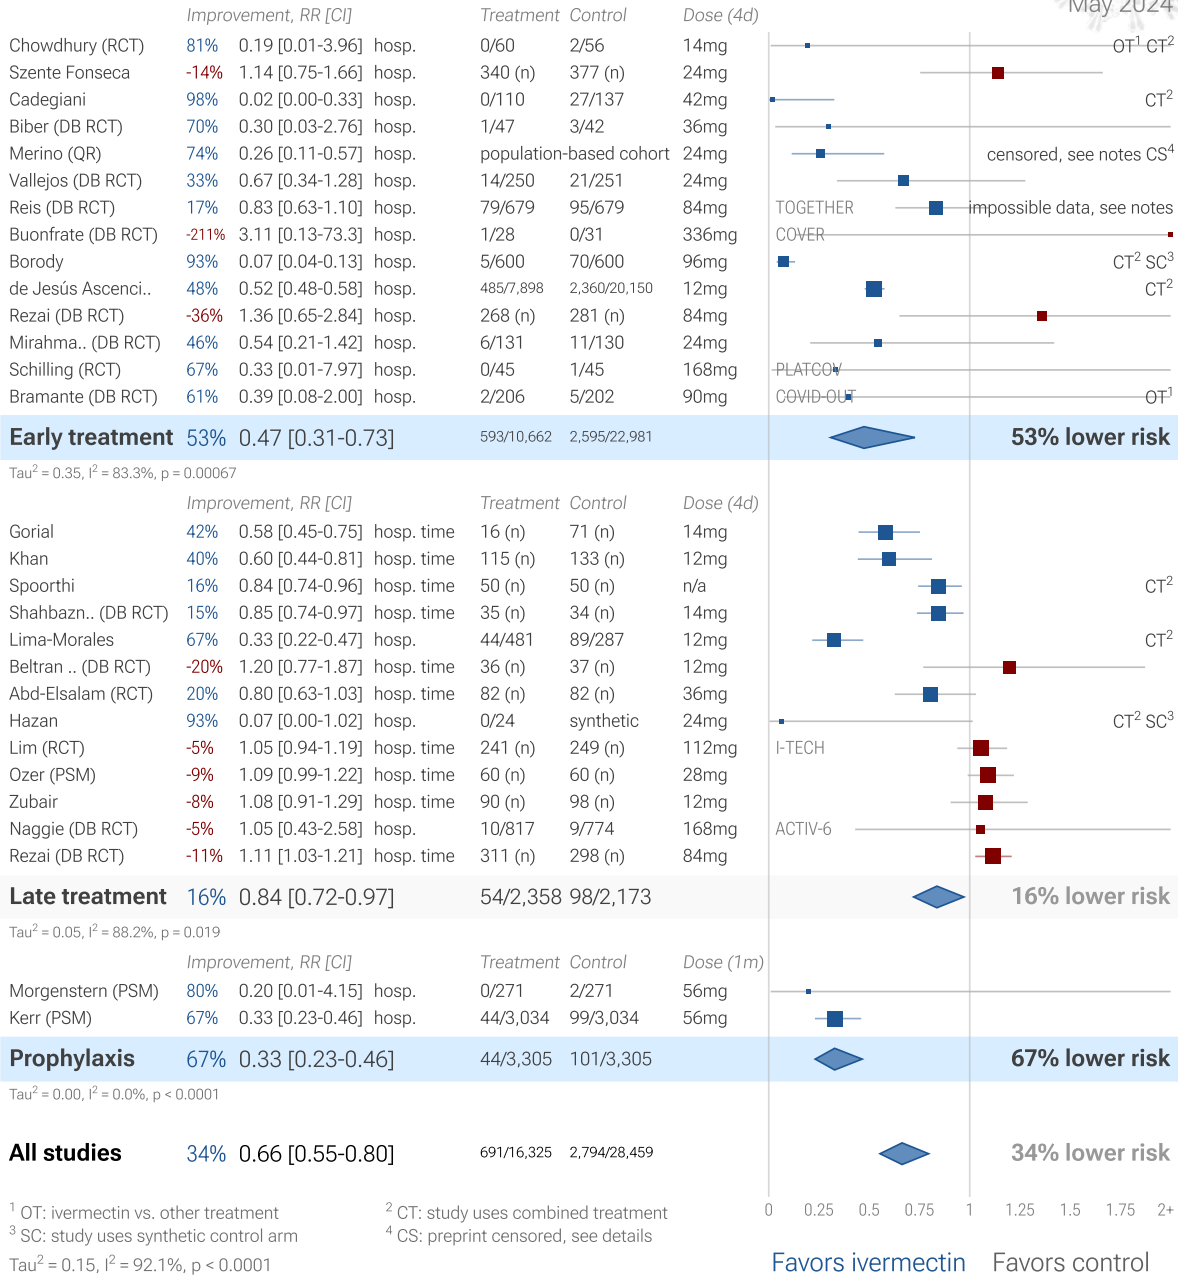 May 2024
Improvement, RR [CI] Treatment Control Dose (4d)
Chowdhury (RCT) 81% 0.19 [0.01-3.96] hosp. 0/60 2/56 14mg OT1 CT2
Szente Fonseca -14% 1.14 [0.75-1.66] hosp. 340 (n) 377 (n) 24mg
Cadegiani 98% 0.02 [0.00-0.33] hosp. 0/110 27/137 42mg CT2
Biber (DB RCT) 70% 0.30 [0.03-2.76] hosp. 1/47 3/42 36mg
Merino (QR) 74% 0.26 [0.11-0.57] hosp. population-based cohort 24mg censored, see notes CS4
Vallejos (DB RCT) 33% 0.67 [0.34-1.28] hosp. 14/250 21/251 24mg
Reis (DB RCT) 17% 0.83 [0.63-1.10] hosp. 79/679 95/679 84mg TOGETHER impossible data, see notes
Buonfrate (DB RCT) -211% 3.11 [0.13-73.3] hosp. 1/28 0/31 336mg COVER
Borody 93% 0.07 [0.04-0.13] hosp. 5/600 70/600 96mg CT2 SC3
de Jesús Ascenci.. 48% 0.52 [0.48-0.58] hosp. 485/7,898 2,360/20,150 12mg CT2
Rezai (DB RCT) -36% 1.36 [0.65-2.84] hosp. 268 (n) 281 (n) 84mg
Mirahma.. (DB RCT) 46% 0.54 [0.21-1.42] hosp. 6/131 11/130 24mg
Schilling (RCT) 67% 0.33 [0.01-7.97] hosp. 0/45 1/45 168mg PLATCOV
Bramante (DB RCT) 61% 0.39 [0.08-2.00] hosp. 2/206 5/202 90mg COVID-OUT OT1
Early treatment 53% 0.47 [0.31-0.73] 593/10,662 2,595/22,981 53% lower risk
Tau2 = 0.35, I2 = 83.3%, p = 0.00067
Improvement, RR [CI] Treatment Control Dose (4d)
Gorial 42% 0.58 [0.45-0.75] hosp. time 16 (n) 71 (n) 14mg
Khan 40% 0.60 [0.44-0.81] hosp. time 115 (n) 133 (n) 12mg
Spoorthi 16% 0.84 [0.74-0.96] hosp. time 50 (n) 50 (n) n/a CT2
Shahbazn.. (DB RCT) 15% 0.85 [0.74-0.97] hosp. time 35 (n) 34 (n) 14mg
Lima-Morales 67% 0.33 [0.22-0.47] hosp. 44/481 89/287 12mg CT2
Beltran .. (DB RCT) -20% 1.20 [0.77-1.87] hosp. time 36 (n) 37 (n) 12mg
Abd-Elsalam (RCT) 20% 0.80 [0.63-1.03] hosp. time 82 (n) 82 (n) 36mg
Hazan 93% 0.07 [0.00-1.02] hosp. 0/24 synthetic 24mg CT2 SC3
Lim (RCT) -5% 1.05 [0.94-1.19] hosp. time 241 (n) 249 (n) 112mg I-TECH
Ozer (PSM) -9% 1.09 [0.99-1.22] hosp. time 60 (n) 60 (n) 28mg
Zubair -8% 1.08 [0.91-1.29] hosp. time 90 (n) 98 (n) 12mg
Naggie (DB RCT) -5% 1.05 [0.43-2.58] hosp. 10/817 9/774 168mg ACTIV-6
Rezai (DB RCT) -11% 1.11 [1.03-1.21] hosp. time 311 (n) 298 (n) 84mg
Late treatment 16% 0.84 [0.72-0.97] 54/2,358 98/2,173 16% lower risk
Tau2 = 0.05, I2 = 88.2%, p = 0.019
Improvement, RR [CI] Treatment Control Dose (1m)
Morgenstern (PSM) 80% 0.20 [0.01-4.15] hosp. 0/271 2/271 56mg
Kerr (PSM) 67% 0.33 [0.23-0.46] hosp. 44/3,034 99/3,034 56mg
Prophylaxis 67% 0.33 [0.23-0.46] 44/3,305 101/3,305 67% lower risk
Tau2 = 0.00, I2 = 0.0%, p < 0.0001
All studies 34% 0.66 [0.55-0.80] 691/16,325 2,794/28,459 34% lower risk
0 0.25 0.5 0.75 1 1.25 1.5 1.75 2+
1 OT: ivermectin vs. other treatment 2 CT: study uses combined treatment
3 SC: study uses synthetic control arm 4 CS: preprint censored, see details
Tau2 = 0.15, I2 = 92.1%, p < 0.0001 Favors ivermectin Favors control